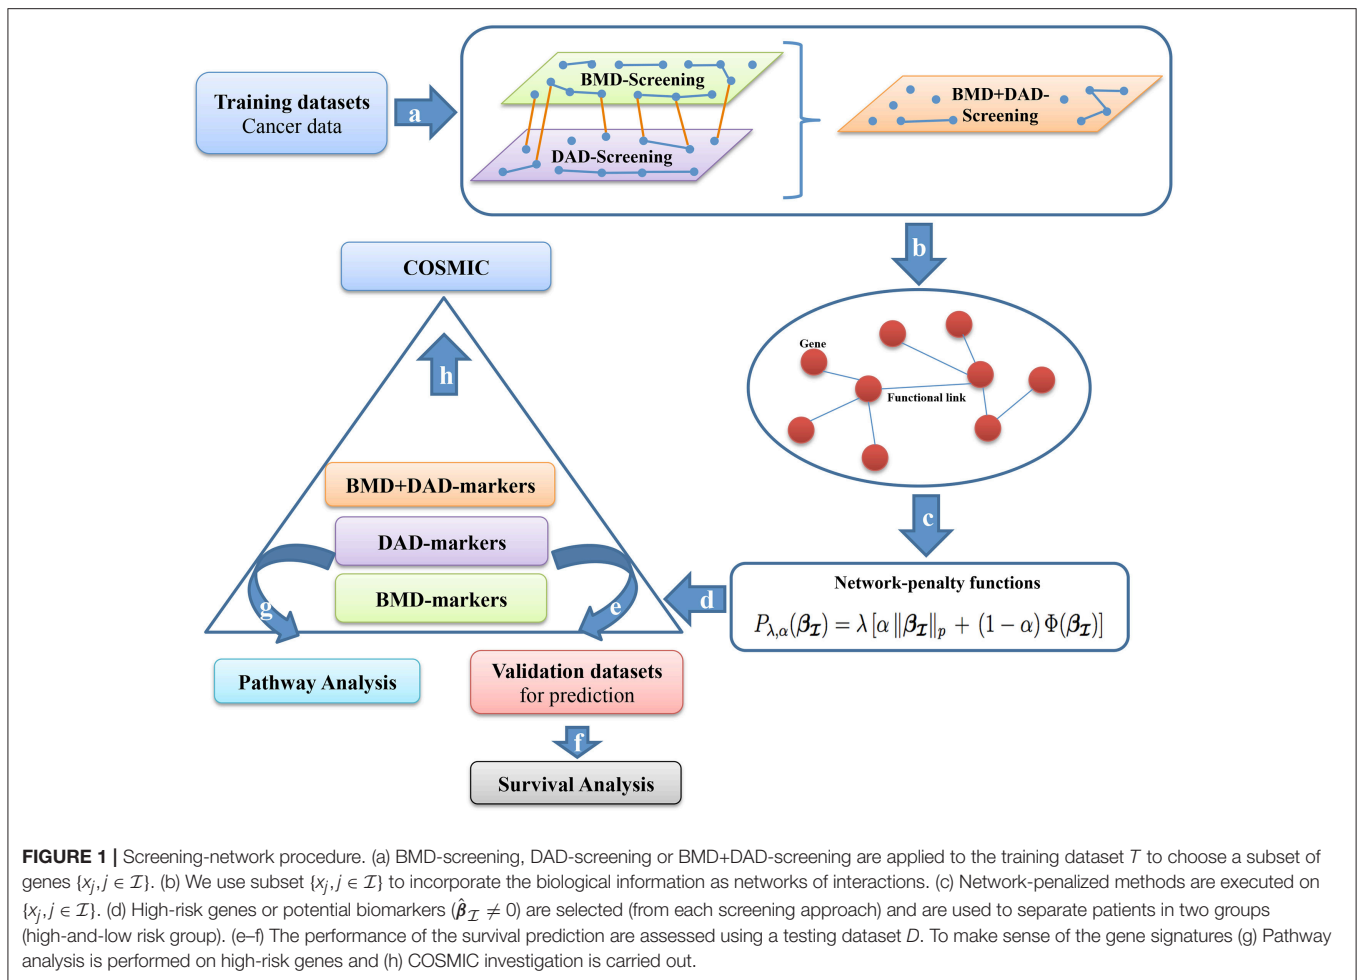 Training datasets
Cancer data
a
BMD-Screening
DAD-Screening
BMD+DAD-
Screening
b
COSMIC
h
Gene
Functional link
BMD+DAD-markers
DAD-markers
BMD-markers
g
e
c
d
Network-penalty functions
P_{λ,α}(β_ℐ) = λ [α ‖β_ℐ‖_p + (1 − α) Φ(β_ℐ)]
Pathway Analysis
Validation datasets
for prediction
f
Survival Analysis
FIGURE 1 | Screening-network procedure. (a) BMD-screening, DAD-screening or BMD+DAD-screening are applied to the training dataset T to choose a subset of
genes {x_j, j ∈ ℐ}. (b) We use subset {x_j, j ∈ ℐ} to incorporate the biological information as networks of interactions. (c) Network-penalized methods are executed on
{x_j, j ∈ ℐ}. (d) High-risk genes or potential biomarkers (β̂_ℐ ≠ 0) are selected (from each screening approach) and are used to separate patients in two groups
(high-and-low risk group). (e–f) The performance of the survival prediction are assessed using a testing dataset D. To make sense of the gene signatures (g) Pathway
analysis is performed on high-risk genes and (h) COSMIC investigation is carried out.